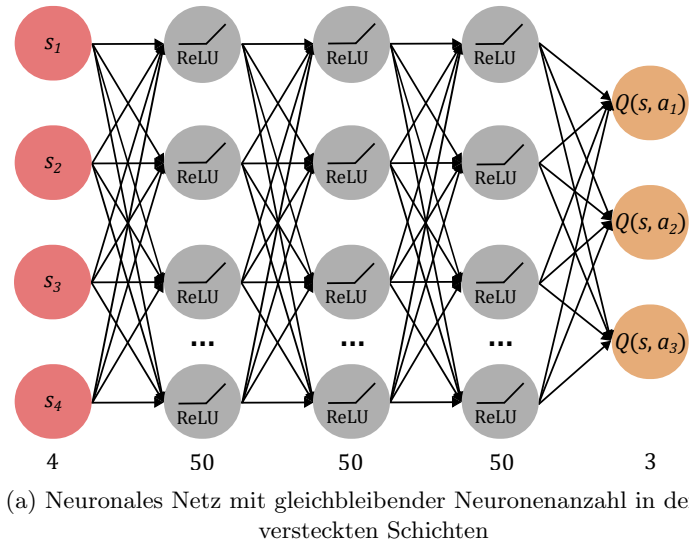 s₁ ReLU ReLU ReLU
Q(s, a₁)
s₂ ReLU ReLU ReLU
Q(s, a₂)
s₃ ReLU ReLU ReLU
... ... ...
Q(s, a₃)
s₄ ReLU ReLU ReLU
4 50 50 50 3
(a) Neuronales Netz mit gleichbleibender Neuronenanzahl in de
versteckten Schichten